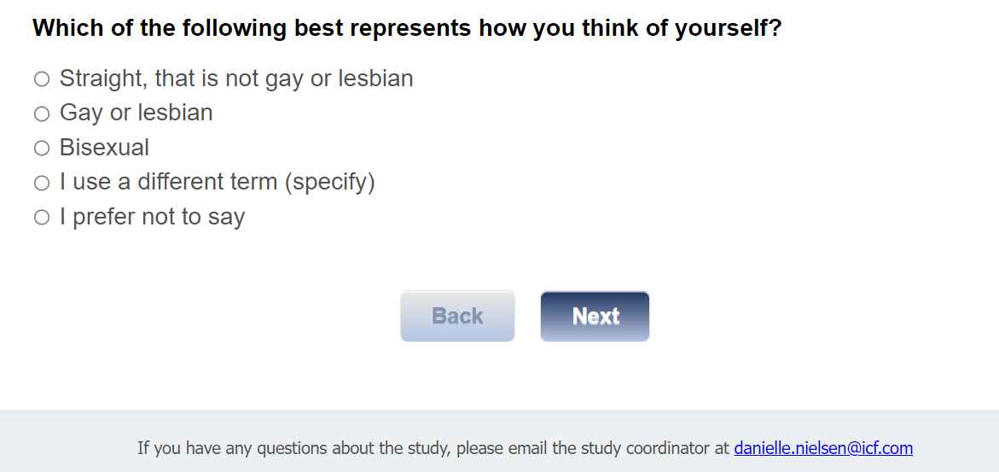 Which of the following best represents how you think of yourself?
Straight, that is not gay or lesbian
Gay or lesbian
Bisexual
I use a different term (specify)
I prefer not to say
Back
Next
If you have any questions about the study, please email the study coordinator at danielle.nielsen@icf.com